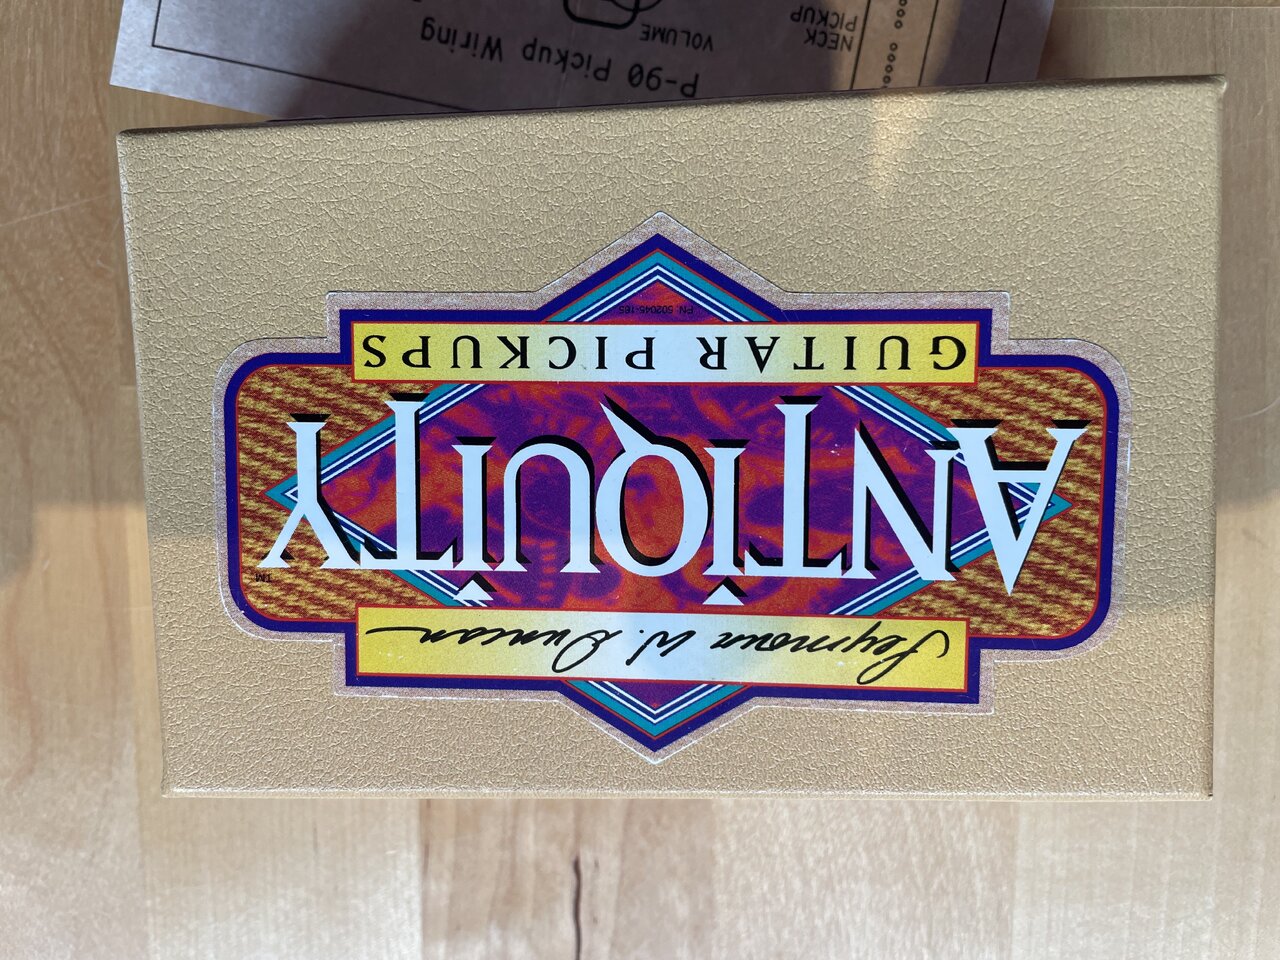 Seymour W. Duncan
ANTIQUITY
TM
GUITAR PICKUPS
PN: 502045-185
P-90 Pickup Wiring
VOLUME
NECK
PICKUP